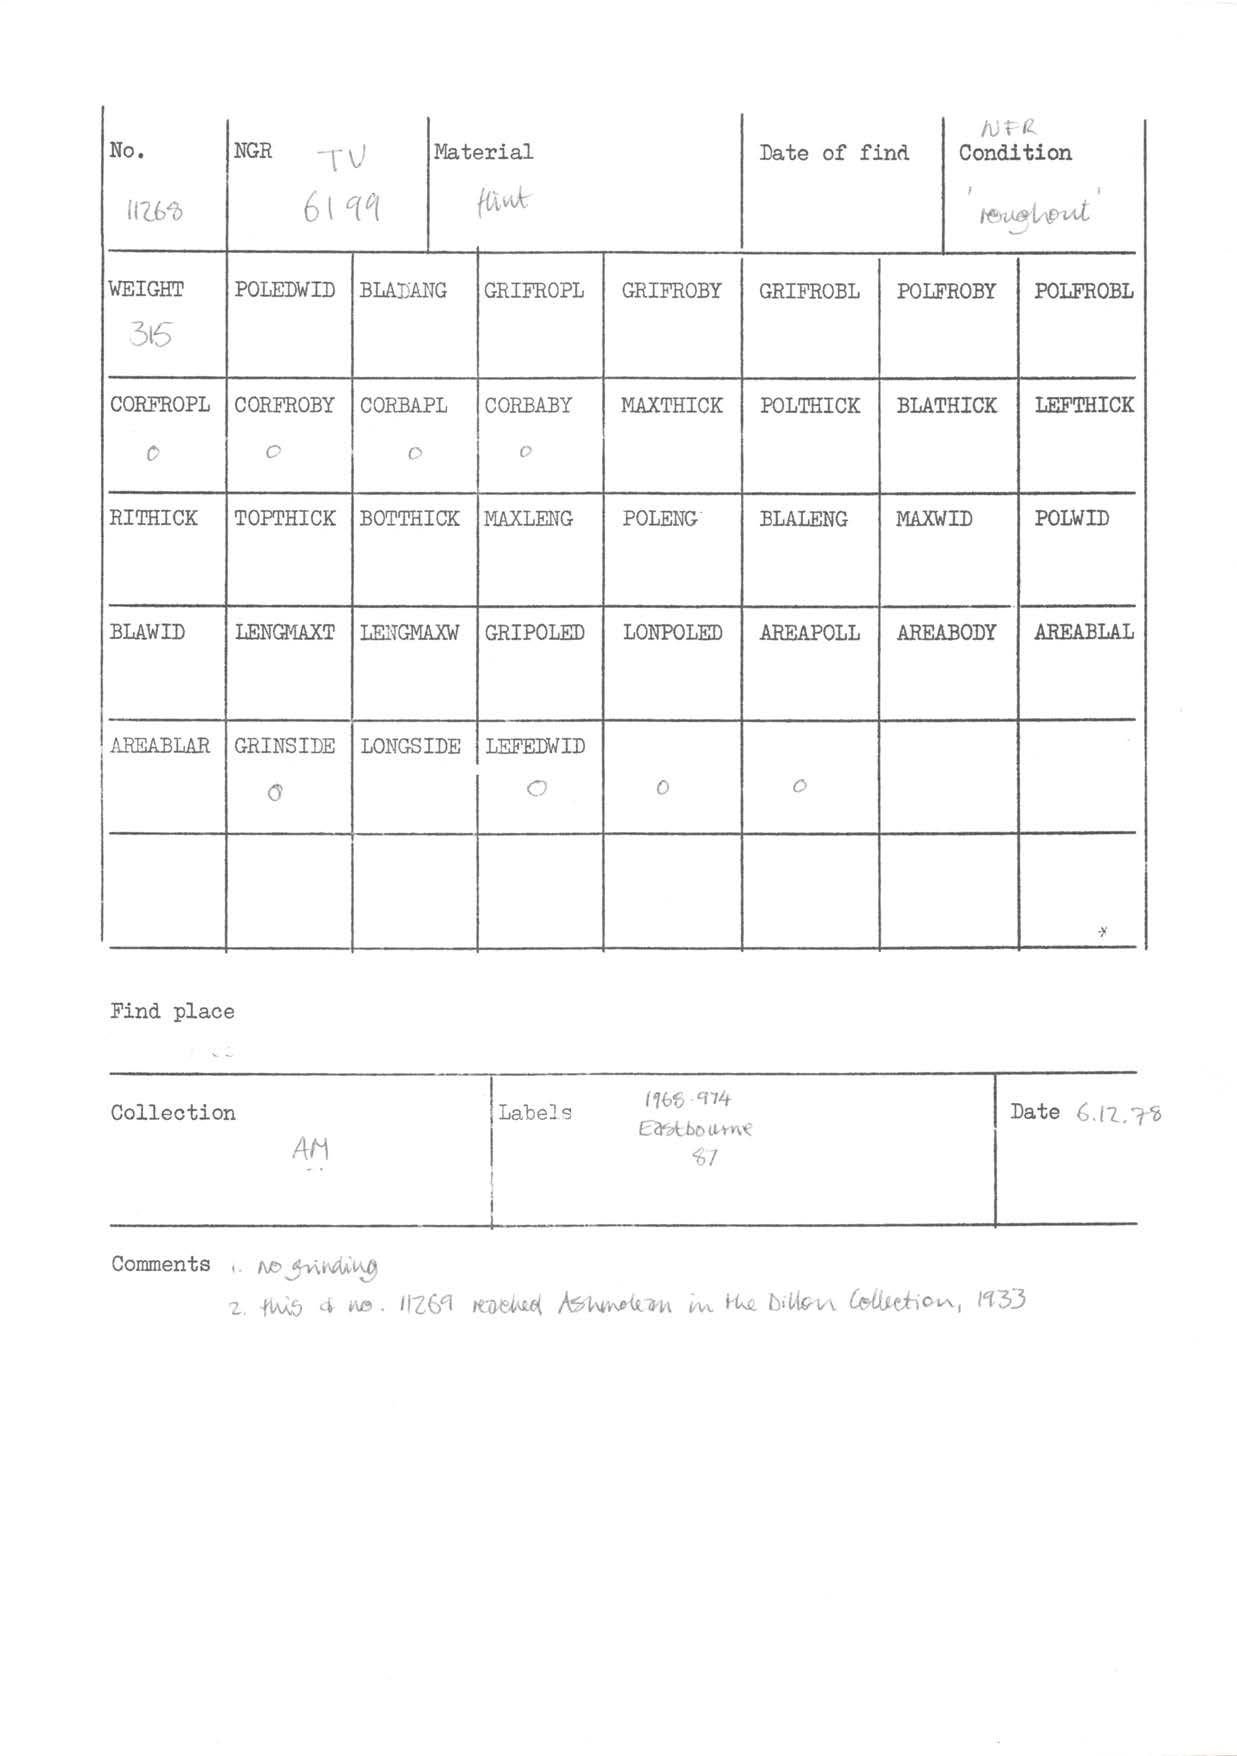 No. NGR TV Material Date of find NFR Condition
11268 6199 flint 'roughout'
WEIGHT POLEDWID BLADANG GRIFROPL GRIFROBY GRIFROBL POLFROBY POLFROBL
315
CORFROPL CORFROBY CORBAPL CORBABY MAXTHICK POLTHICK BLATHICK LEFTHICK
0 0 0 0
RITHICK TOPTHICK BOTTHICK MAXLENG POLENG BLALENG MAXWID POLWID
BLAWID LENGMAXT LENGMAXW GRIPOLED LONPOLED AREAPOLL AREABODY AREABLAL
AREABLAR GRINSIDE LONGSIDE LEFEDWID
0 0 0 0
*
Find place
Collection Labels 1968.974 Date 6.12.78
AM Eastbourne
87
Comments 1. no grinding
2. this & no. 11269 reached Ashmolean in the Dillon Collection, 1933